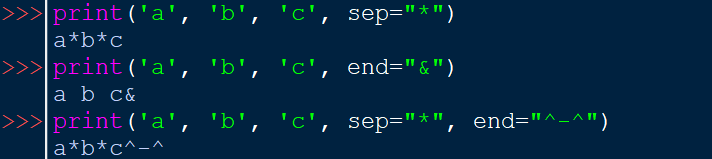 >>> print('a', 'b', 'c', sep="*")
a*b*c
>>> print('a', 'b', 'c', end="&")
a b c&
>>> print('a', 'b', 'c', sep="*", end="^-^")
a*b*c^-^